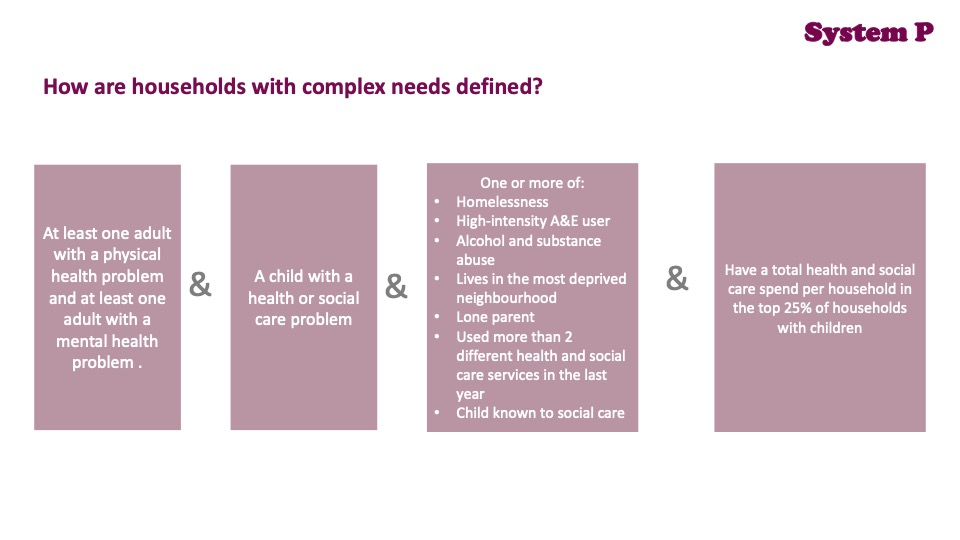 System P
How are households with complex needs defined?
At least one adult
with a physical
health problem
and at least one
adult with a
mental health
problem .
&
A child with a
health or social
care problem
&
One or more of:
• Homelessness
• High-intensity A&E user
• Alcohol and substance
abuse
• Lives in the most deprived
neighbourhood
• Lone parent
• Used more than 2
different health and social
care services in the last
year
• Child known to social care
&
Have a total health and social
care spend per household in
the top 25% of households
with children